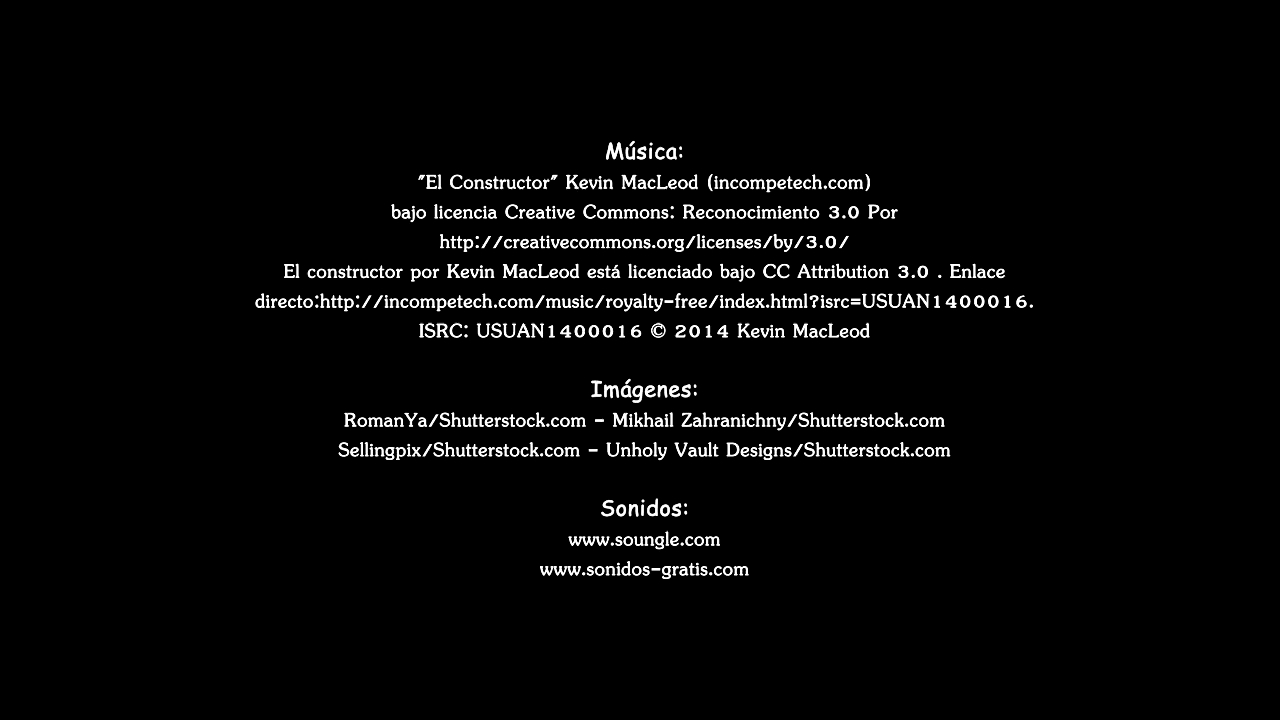 Música:
"El Constructor" Kevin MacLeod (incompetech.com)
bajo licencia Creative Commons: Reconocimiento 3.0 Por
http://creativecommons.org/licenses/by/3.0/
El constructor por Kevin MacLeod está licenciado bajo CC Attribution 3.0 . Enlace
directo:http://incompetech.com/music/royalty-free/index.html?isrc=USUAN1400016.
ISRC: USUAN1400016 © 2014 Kevin MacLeod
Imágenes:
RomanYa/Shutterstock.com - Mikhail Zahranichny/Shutterstock.com
Sellingpix/Shutterstock.com - Unholy Vault Designs/Shutterstock.com
Sonidos:
www.soungle.com
www.sonidos-gratis.com